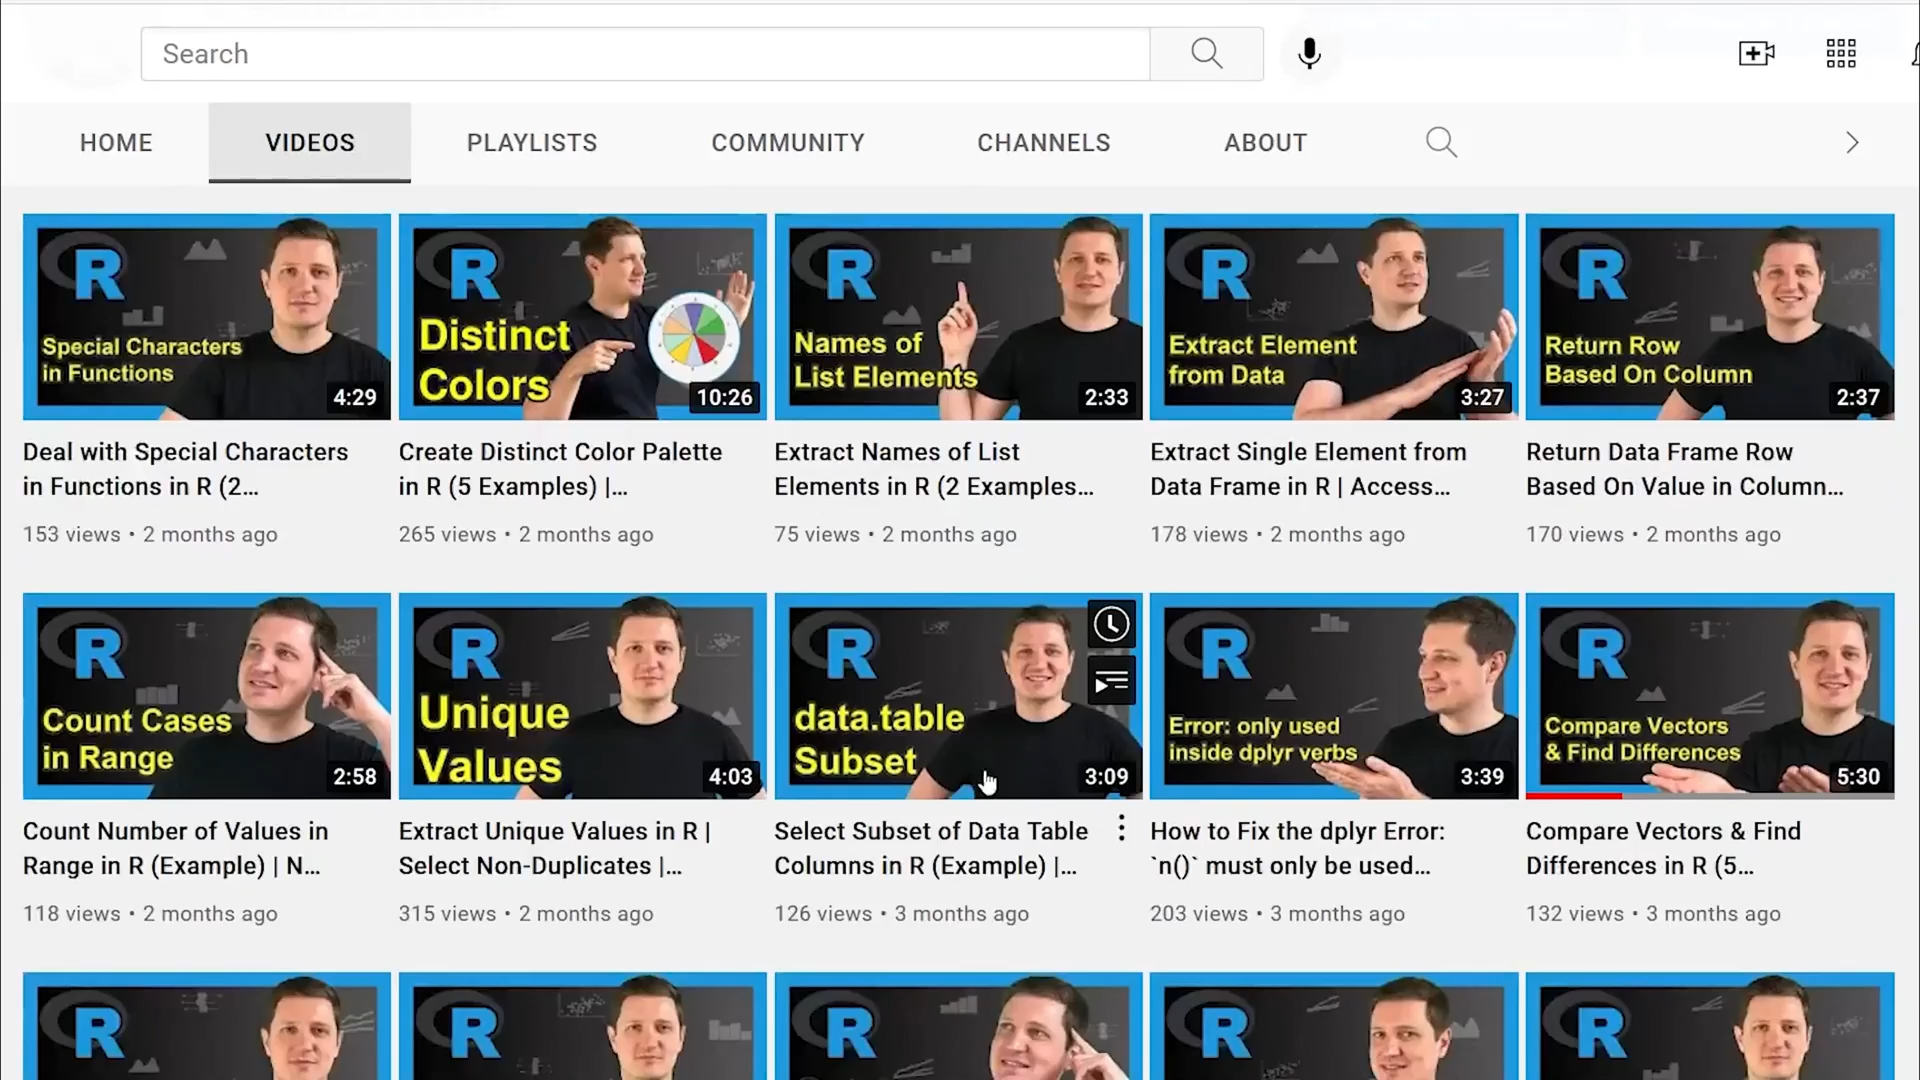 Search
HOME
VIDEOS
PLAYLISTS
COMMUNITY
CHANNELS
ABOUT
R
Special Characters
in Functions
4:29
R
Distinct
Colors
10:26
R
Names of
List Elements
2:33
R
Extract Element
from Data
3:27
R
Return Row
Based On Column
2:37
Deal with Special Characters
in Functions in R (2...
153 views • 2 months ago
Create Distinct Color Palette
in R (5 Examples) |...
265 views • 2 months ago
Extract Names of List
Elements in R (2 Examples...
75 views • 2 months ago
Extract Single Element from
Data Frame in R | Access...
178 views • 2 months ago
Return Data Frame Row
Based On Value in Column...
170 views • 2 months ago
R
Count Cases
in Range
2:58
R
Unique
Values
4:03
R
data.table
Subset
3:09
R
Error: only used
inside dplyr verbs
3:39
R
Compare Vectors
& Find Differences
5:30
Count Number of Values in
Range in R (Example) | N...
118 views • 2 months ago
Extract Unique Values in R |
Select Non-Duplicates |...
315 views • 2 months ago
Select Subset of Data Table
Columns in R (Example) |...
126 views • 3 months ago
How to Fix the dplyr Error:
`n()` must only be used...
203 views • 3 months ago
Compare Vectors & Find
Differences in R (5...
132 views • 3 months ago
R
R
R
R
R